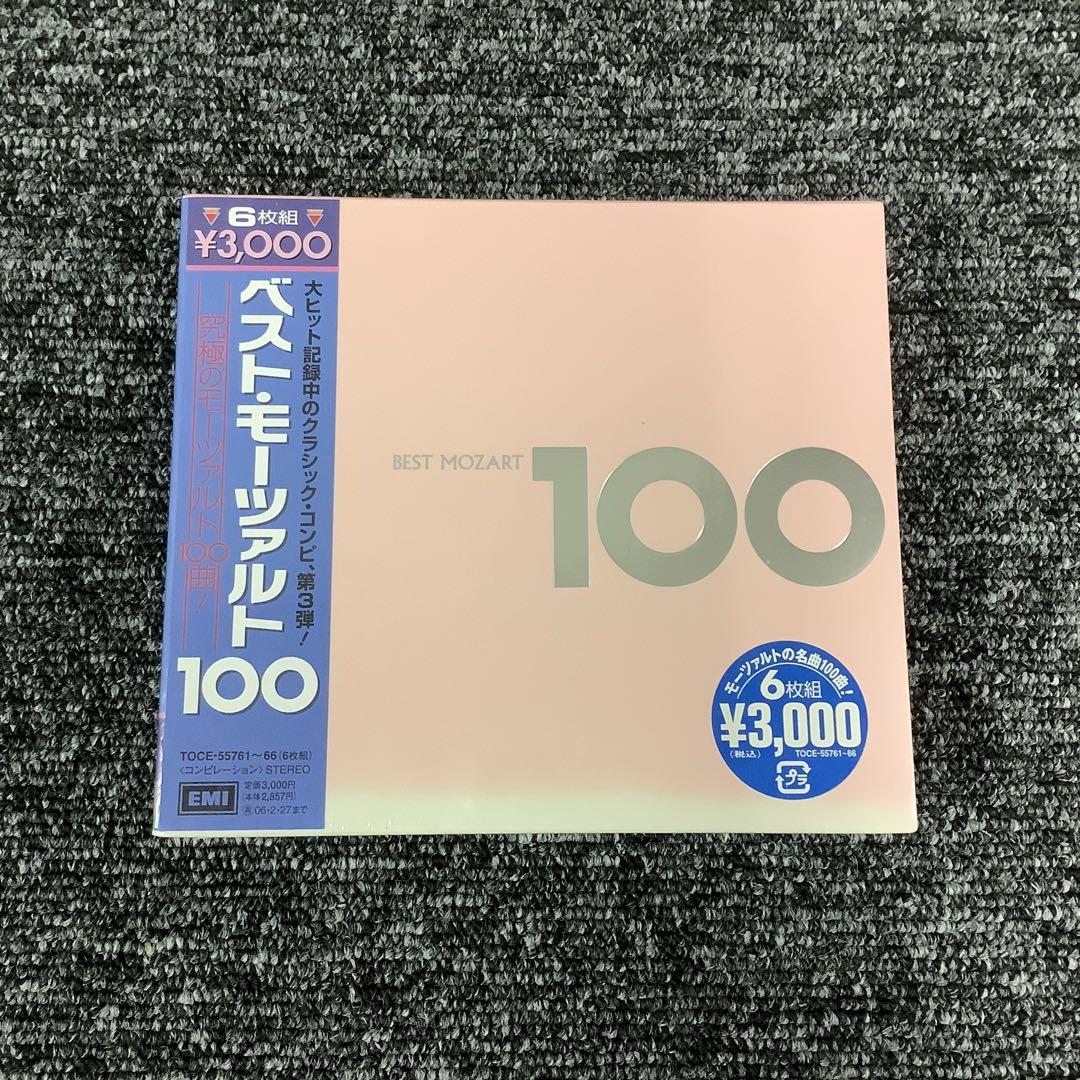 ▼6枚組▼
¥3,000
大ヒット記録中のクラシック・コンピ、第3弾!
ベスト・モーツァルト
100
究極のモーツァルト100曲!
TOCE-55761~66(6枚組)
〈コンピレーション〉STEREO
EMI
定価3,000円
(本体2,857円)
再06・2・27まで
BEST MOZART 100
モーツァルトの名曲100曲!
6枚組
¥3,000
(税込)
TOCE-55761~66
プラ